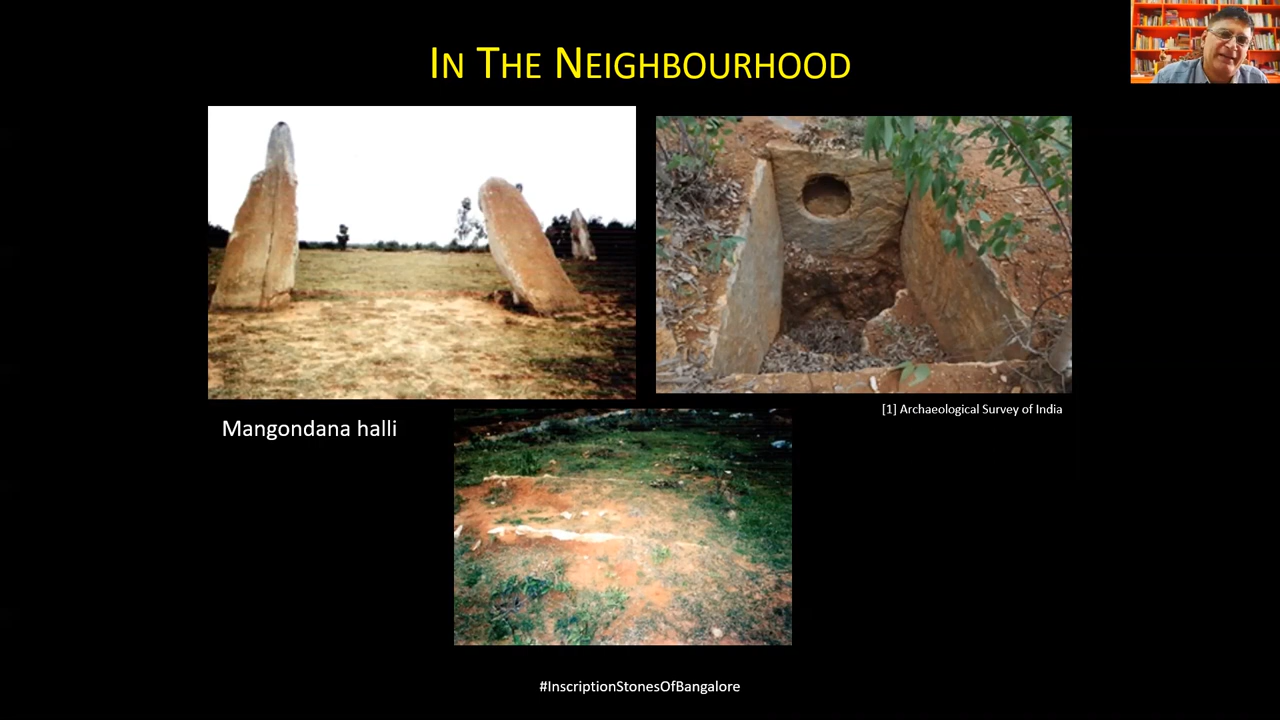 IN THE NEIGHBOURHOOD
[1] Archaeological Survey of India
Mangondana halli
#InscriptionStonesOfBangalore